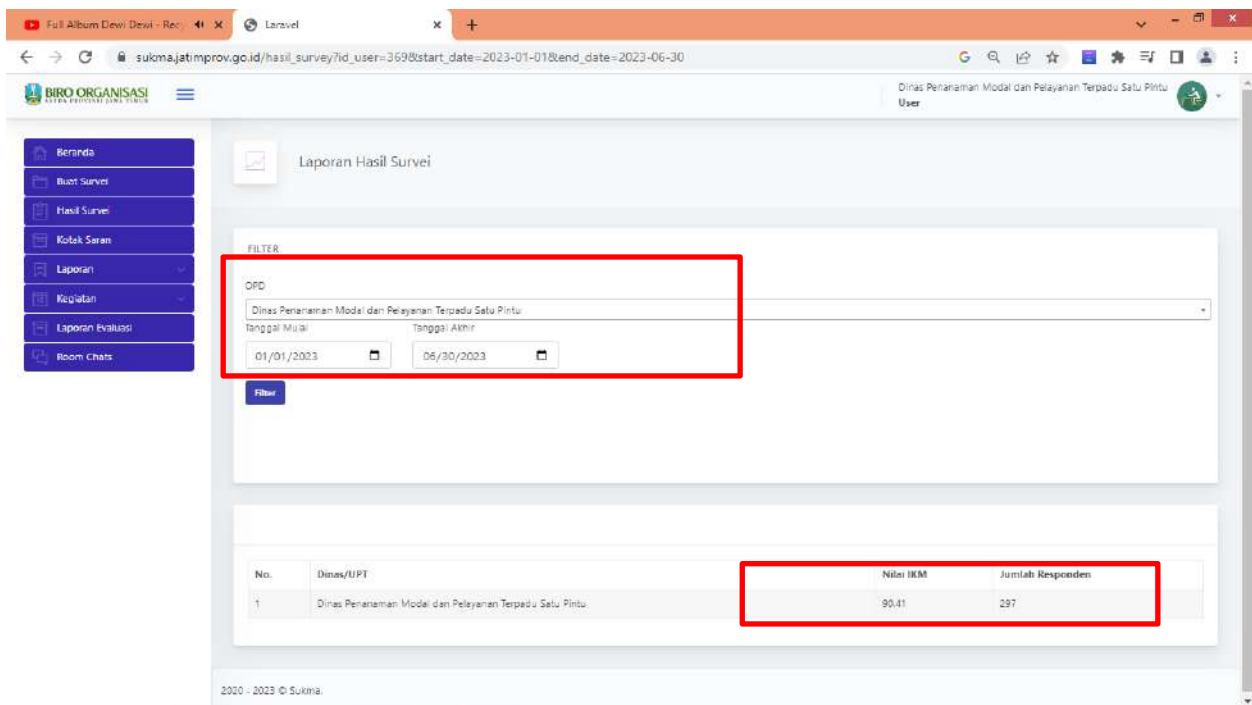 Full Album Dewi Dewi - Rec
Laravel
sukma.jatimprov.go.id/hasil_survey?id_user=369&start_date=2023-01-01&end_date=2023-06-30
BIRO ORGANISASI
SETDA PROVINSI JAWA TIMUR
Dinas Penanaman Modal dan Pelayanan Terpadu Satu Pintu
User
Beranda
Buat Survei
Hasil Survei
Kotak Saran
Laporan
Kegiatan
Laporan Evaluasi
Room Chats
Laporan Hasil Survei
FILTER
OPD
Dinas Penanaman Modal dan Pelayanan Terpadu Satu Pintu
Tanggal Mulai Tanggal Akhir
01/01/2023 06/30/2023
Filter
No. Dinas/UPT Nilai IKM Jumlah Responden
1 Dinas Penanaman Modal dan Pelayanan Terpadu Satu Pintu 90.41 297
2020 - 2023 © Sukma.